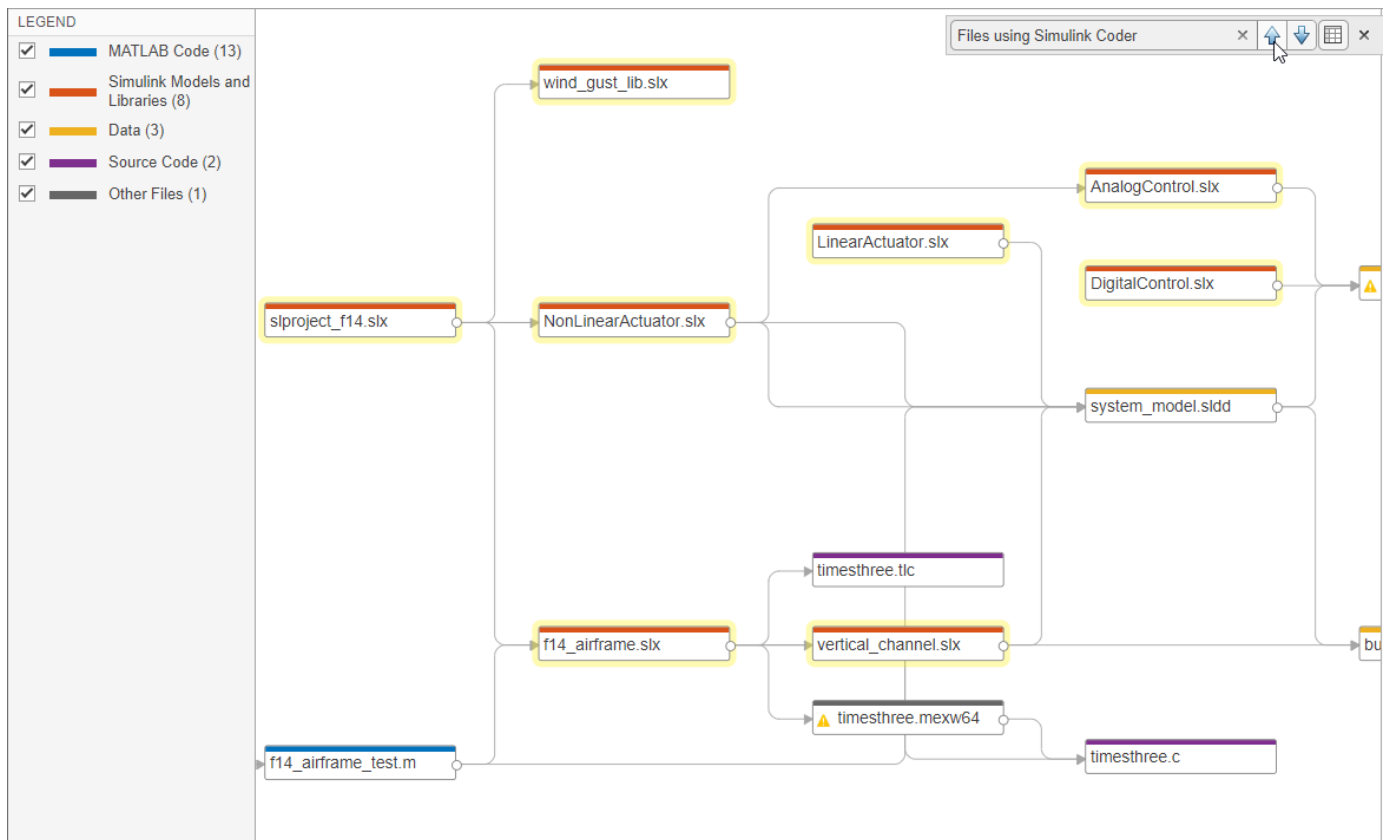 LEGEND
MATLAB Code (13)
Simulink Models and
Libraries (8)
Data (3)
Source Code (2)
Other Files (1)
Files using Simulink Coder
wind_gust_lib.slx
AnalogControl.slx
LinearActuator.slx
DigitalControl.slx
slproject_f14.slx
NonLinearActuator.slx
system_model.sldd
timesthree.tlc
f14_airframe.slx
vertical_channel.slx
bu
timesthree.mexw64
f14_airframe_test.m
timesthree.c